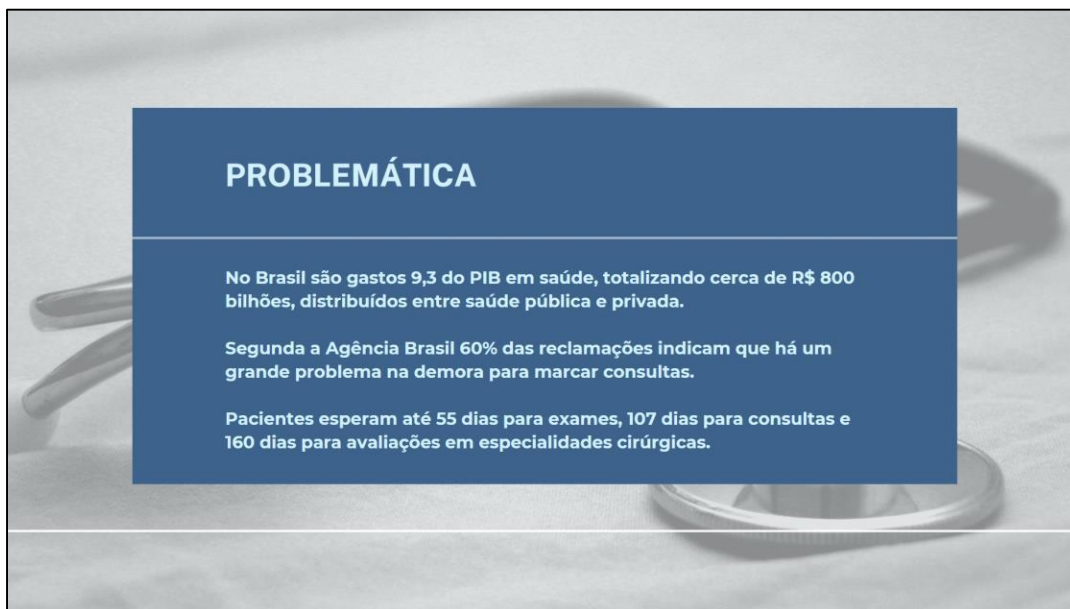 PROBLEMÁTICA
No Brasil são gastos 9,3 do PIB em saúde, totalizando cerca de R$ 800
bilhões, distribuídos entre saúde pública e privada.
Segunda a Agência Brasil 60% das reclamações indicam que há um
grande problema na demora para marcar consultas.
Pacientes esperam até 55 dias para exames, 107 dias para consultas e
160 dias para avaliações em especialidades cirúrgicas.